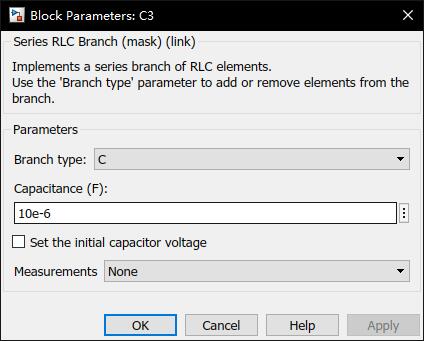 Block Parameters: C3
Series RLC Branch (mask) (link)
Implements a series branch of RLC elements.
Use the 'Branch type' parameter to add or remove elements from the
branch.
Parameters
Branch type: C
Capacitance (F):
10e-6
Set the initial capacitor voltage
Measurements None
OK Cancel Help Apply